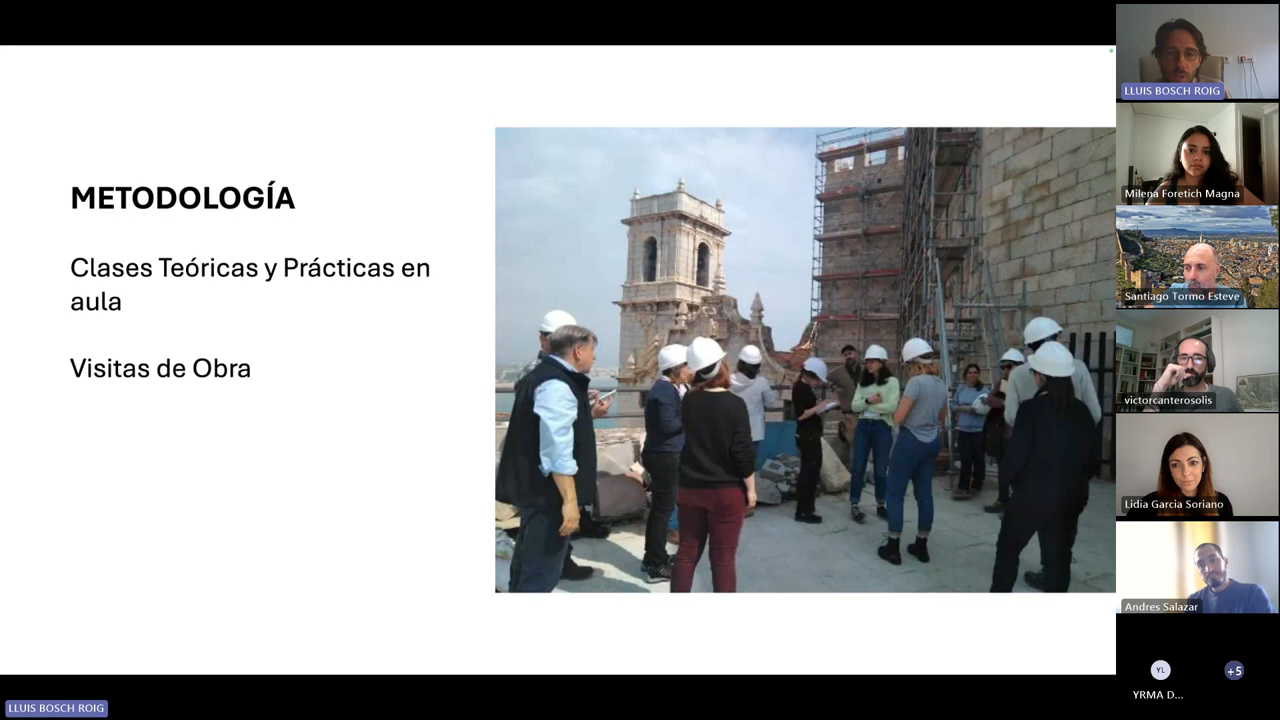 METODOLOGÍA
Clases Teóricas y Prácticas en
aula
Visitas de Obra
LLUIS BOSCH ROIG
Milena Foretich Magna
Santiago Tormo Esteve
victorcanterosolis
Lidia Garcia Soriano
Andres Salazar
YL
+5
YRMA D...
LLUIS BOSCH ROIG